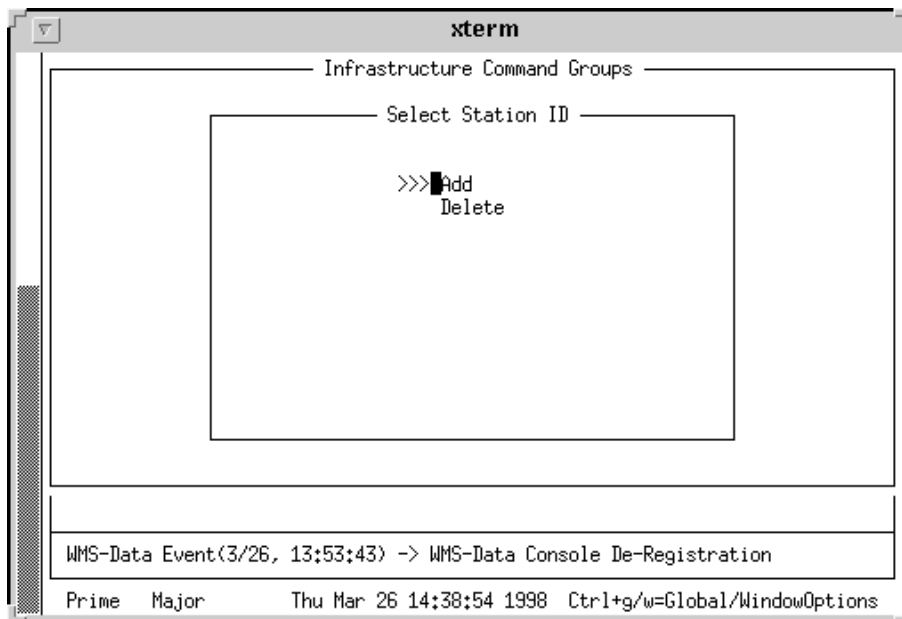 xterm
Infrastructure Command Groups
Select Station ID
>>> Add
Delete
WMS-Data Event(3/26, 13:53:43) -> WMS-Data Console De-Registration
Prime Major Thu Mar 26 14:38:54 1998 Ctrl+g/w=Global/WindowOptions